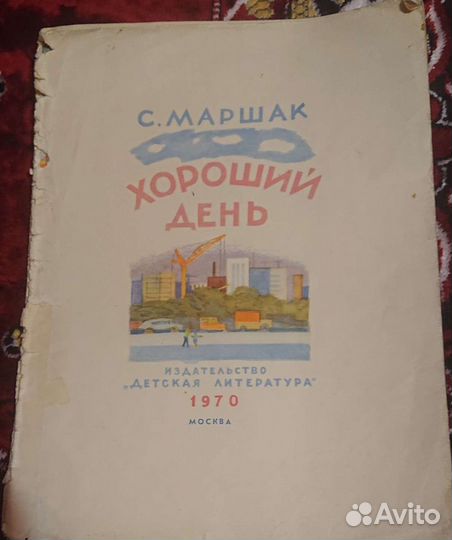 С. МАРШАК
ХОРОШИЙ
ДЕНЬ
ИЗДАТЕЛЬСТВО
„ДЕТСКАЯ ЛИТЕРАТУРА"
1970
МОСКВА
Avito